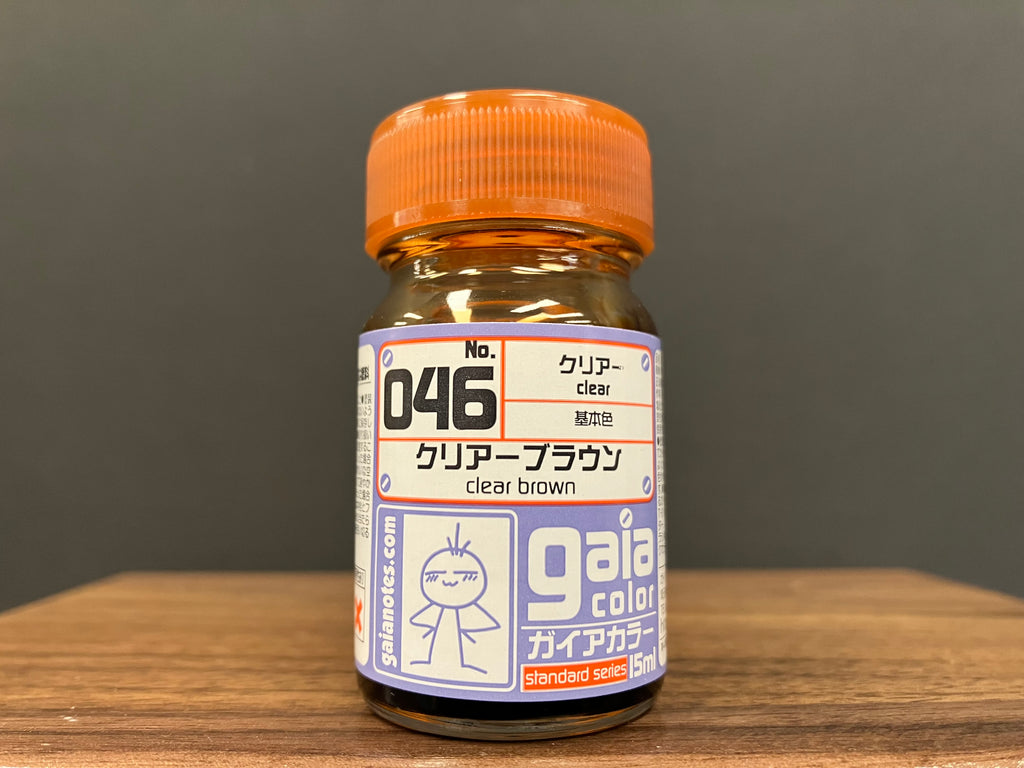 No.
046
クリアー
clear
基本色
クリアーブラウン
clear brown
gaianotes.com
gaia
color
ガイアカラー
standard series
15ml